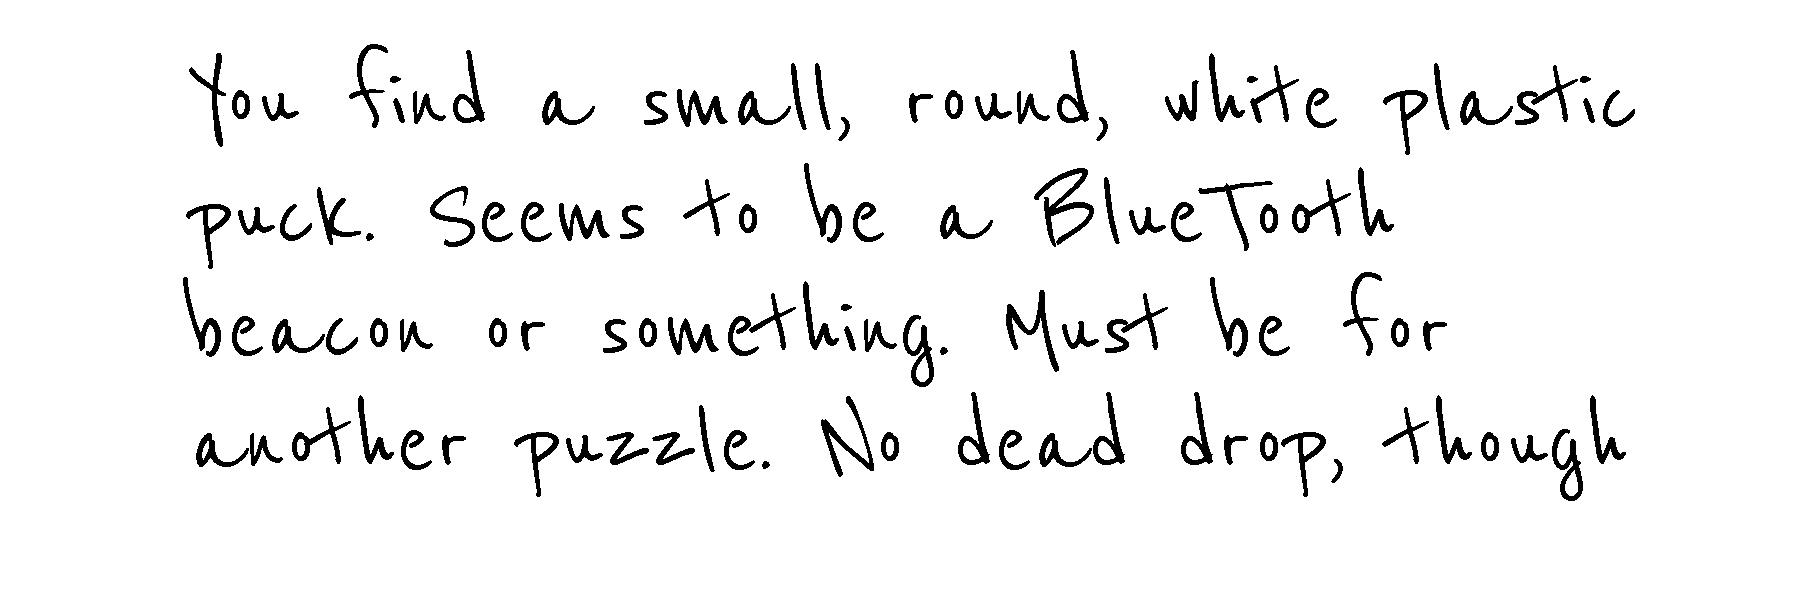 You find a small, round, white plastic
puck. Seems to be a BlueTooth
beacon or something. Must be for
another puzzle. No dead drop, though